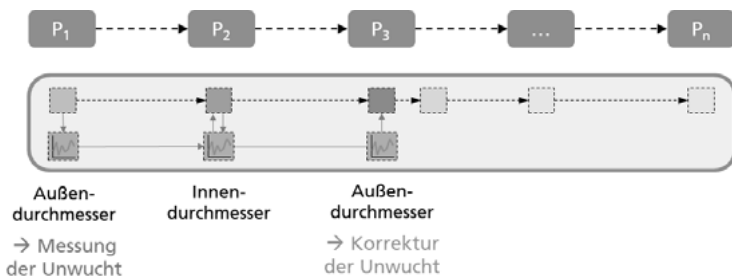 P1 P2 P3 ... Pn
Außen-
durchmesser
→ Messung
der Unwucht
Innen-
durchmesser
Außen-
durchmesser
→ Korrektur
der Unwucht